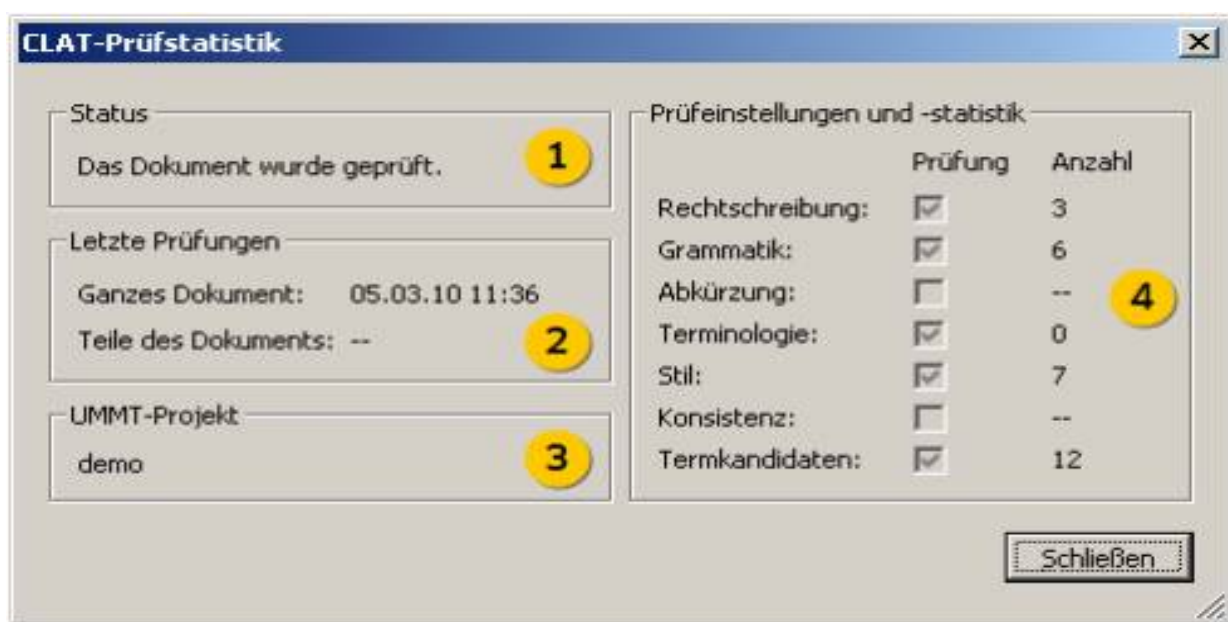 CLAT-Prüfstatistik
Status
Das Dokument wurde geprüft.
1
Letzte Prüfungen
Ganzes Dokument: 05.03.10 11:36
Teile des Dokuments: --
2
UMMT-Projekt
demo
3
Prüfeinstellungen und -statistik
Prüfung Anzahl
Rechtschreibung: 3
Grammatik: 6
Abkürzung: --
4
Terminologie: 0
Stil: 7
Konsistenz: --
Termkandidaten: 12
Schließen